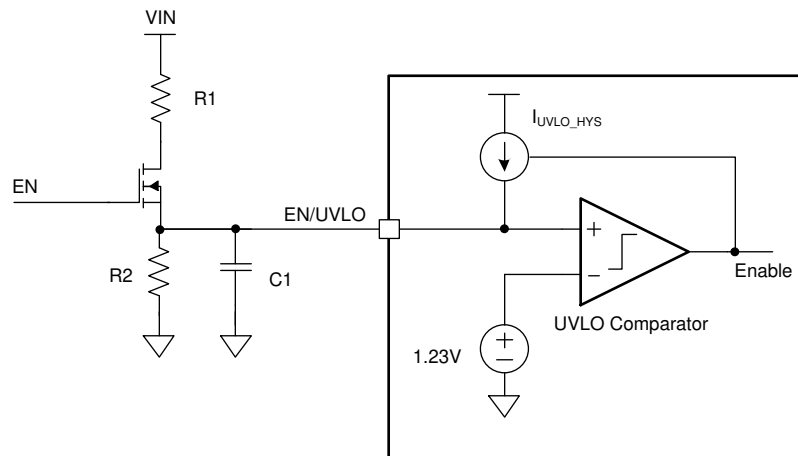 VIN
R1
I_UVLO_HYS
EN
EN/UVLO
+
−
Enable
R2
C1
UVLO Comparator
1.23V
+
−